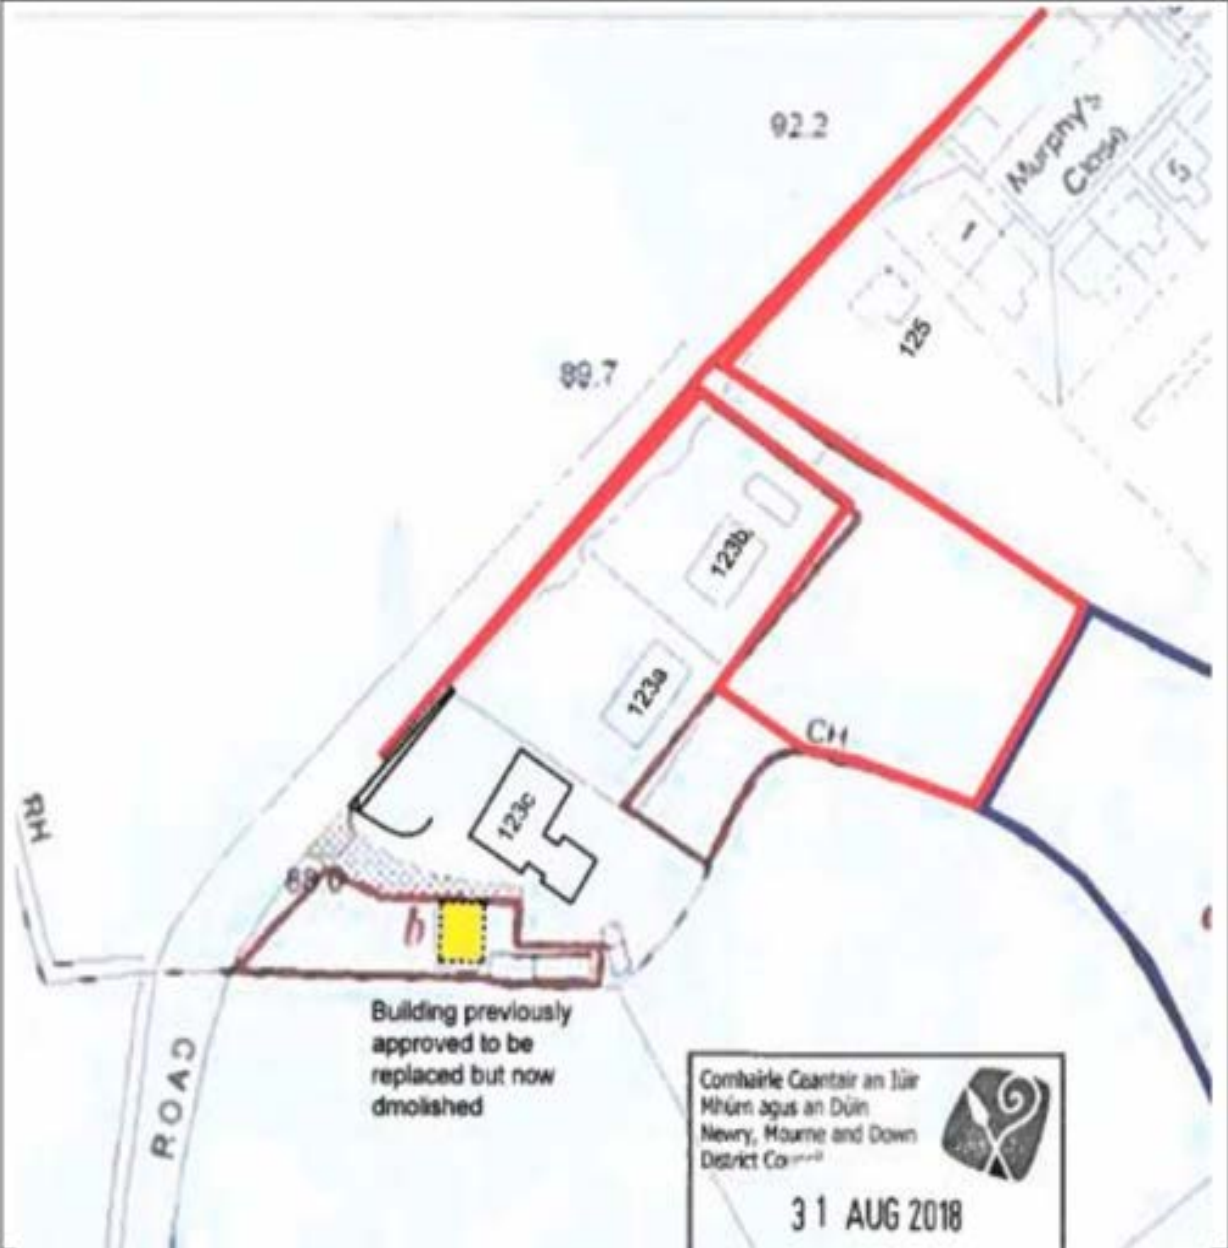 92.2
Murphy's
Close
5
1
125
89.7
123b
123a
CH
123c
RH
h
ROAD
Building previously
approved to be
replaced but now
dmolished
Comhairle Ceantair an Iúir
Mhúrn agus an Dúin
Newry, Mourne and Down
District
31 AUG 2018